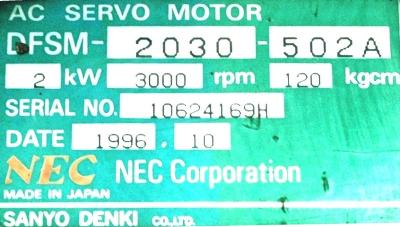 AC SERVO MOTOR
DFSM-2030-502A
2 kW 3000 rpm 120 kgcm
SERIAL NO. 10624169H
DATE 1996.10
NEC NEC Corporation
MADE IN JAPAN
SANYO DENKI CO.,LTD.